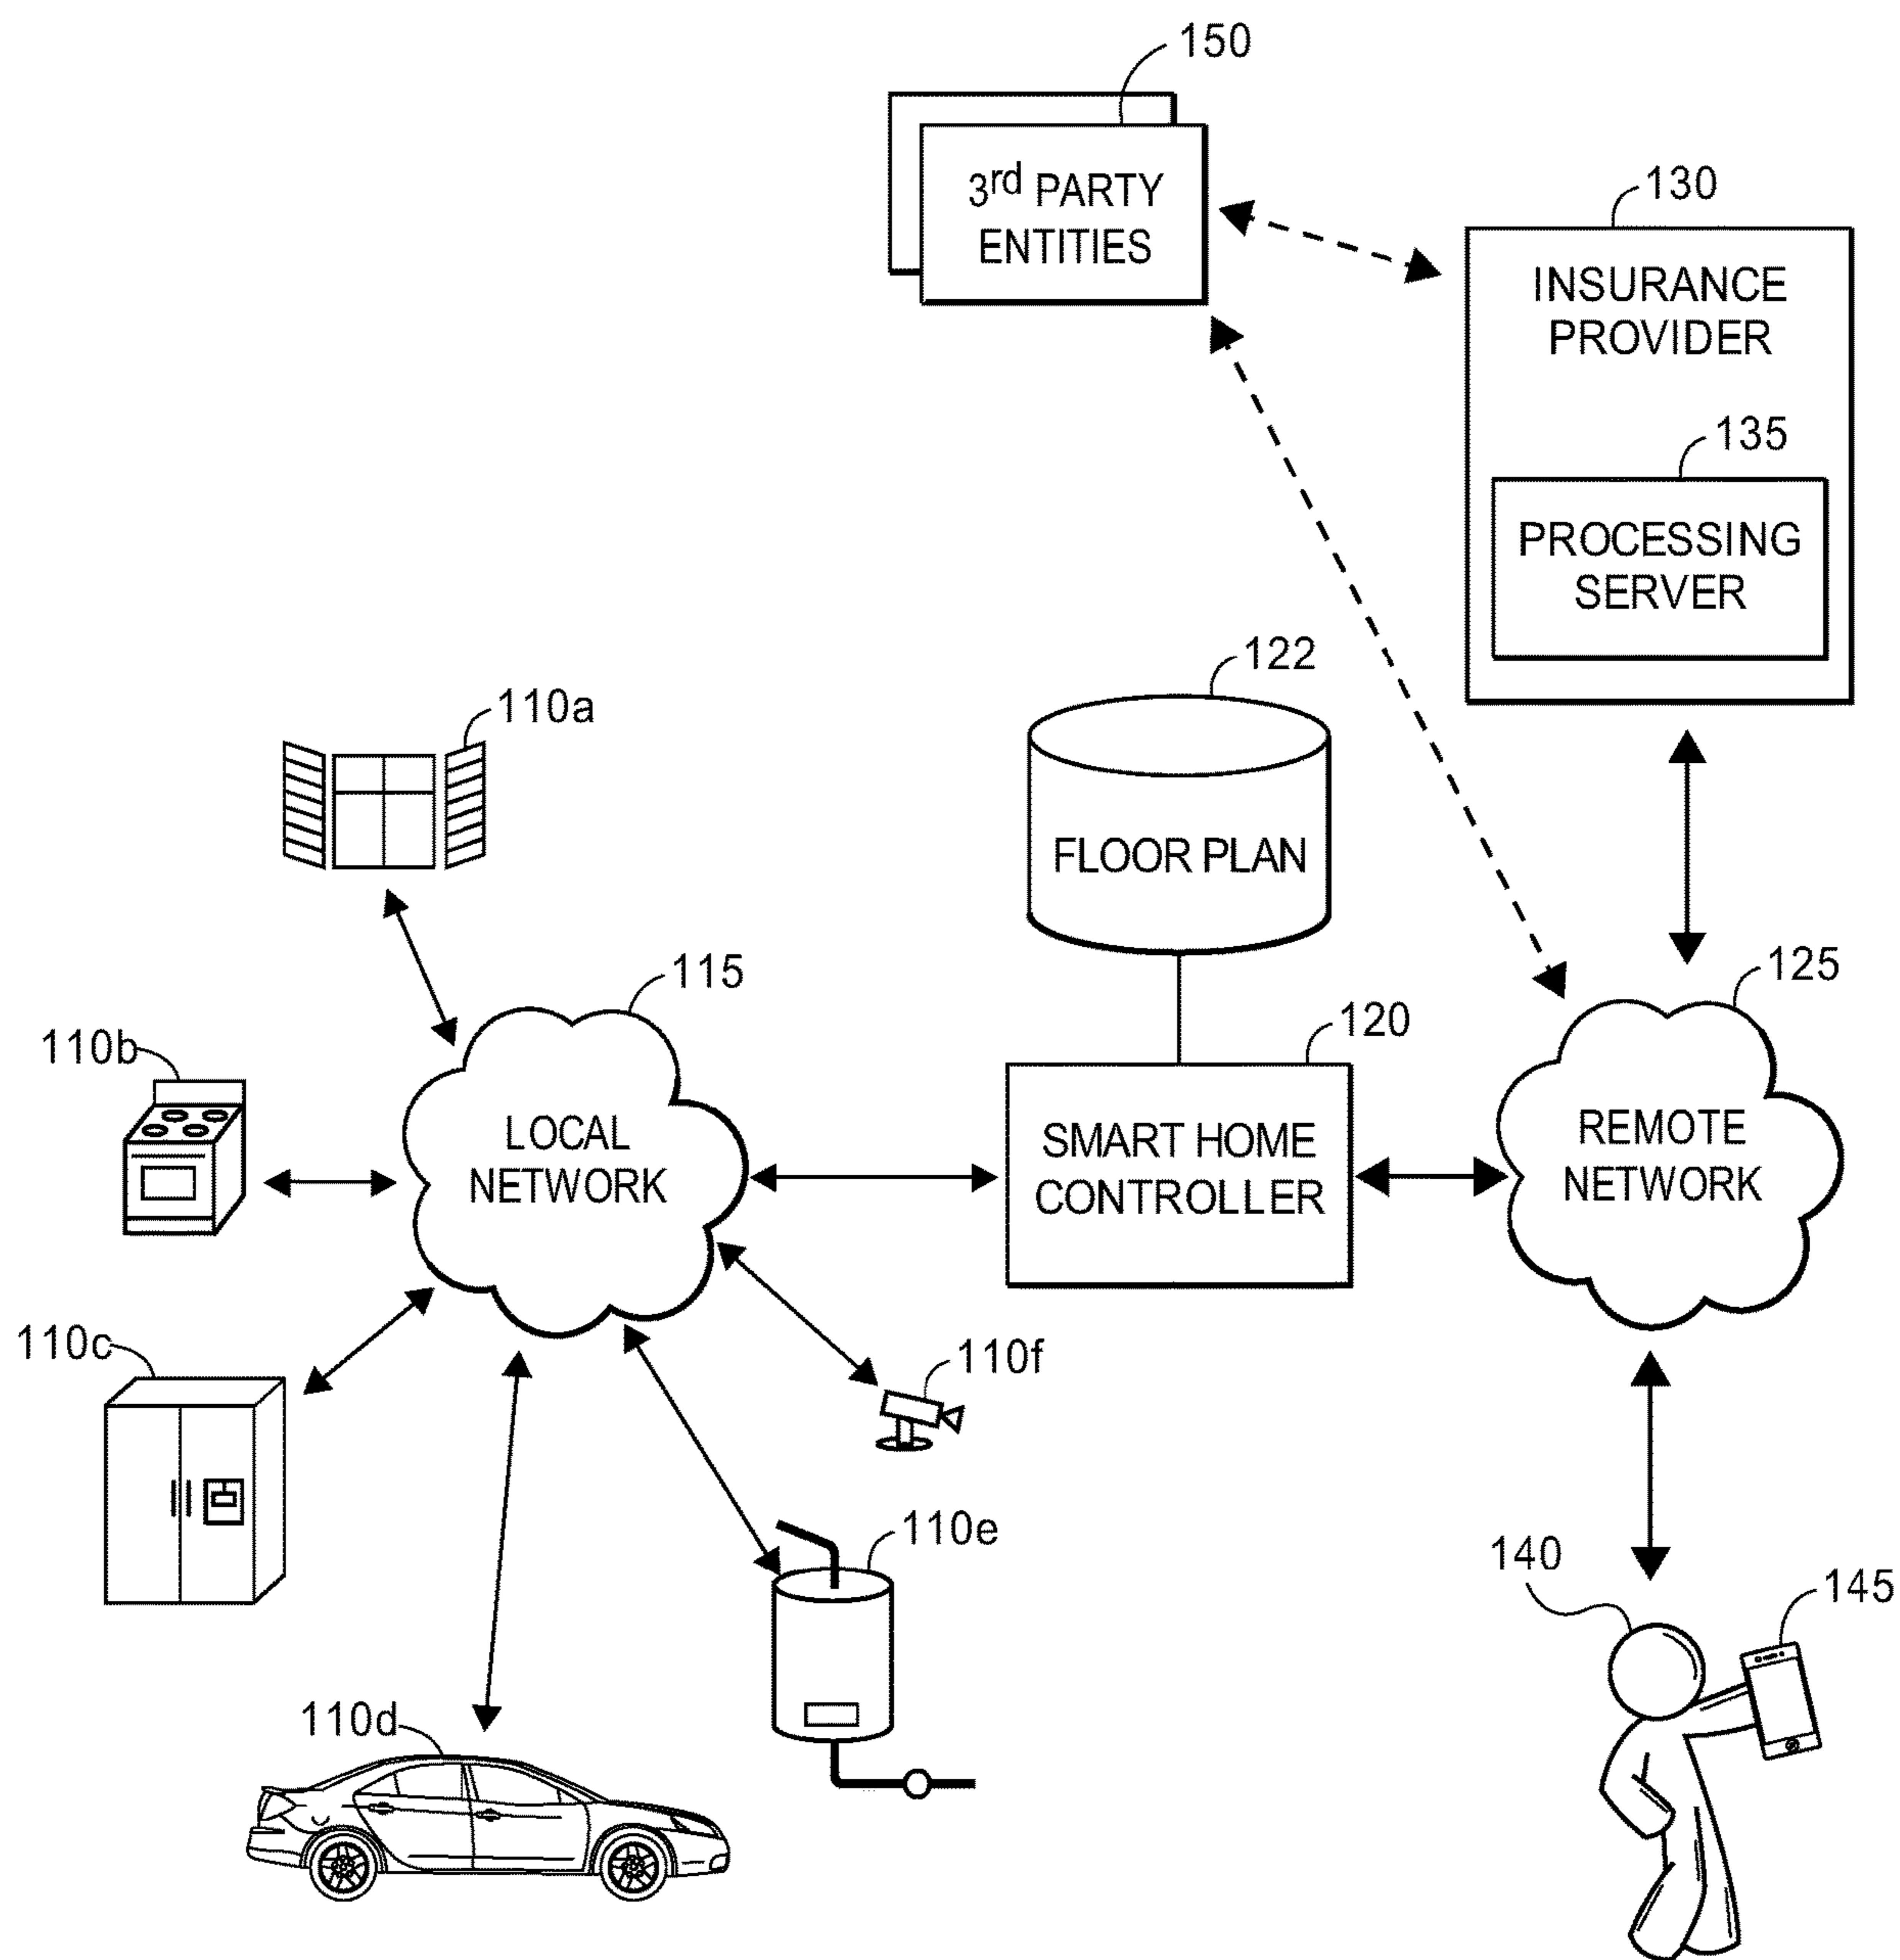 150
3rd PARTY
ENTITIES
130
INSURANCE
PROVIDER
135
PROCESSING
SERVER
122
FLOOR PLAN
110a
115
LOCAL
NETWORK
120
SMART HOME
CONTROLLER
125
REMOTE
NETWORK
110b
110c
110f
110e
110d
140
145